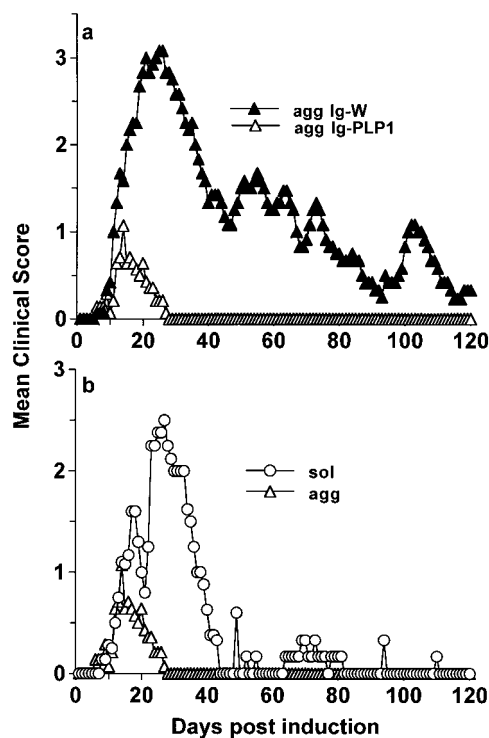 a
3
2
1
0
agg Ig-W
agg Ig-PLP1
0 20 40 60 80 100 120
Mean Clinical Score
b
3
2
1
0
sol
agg
0 20 40 60 80 100 120
Days post induction